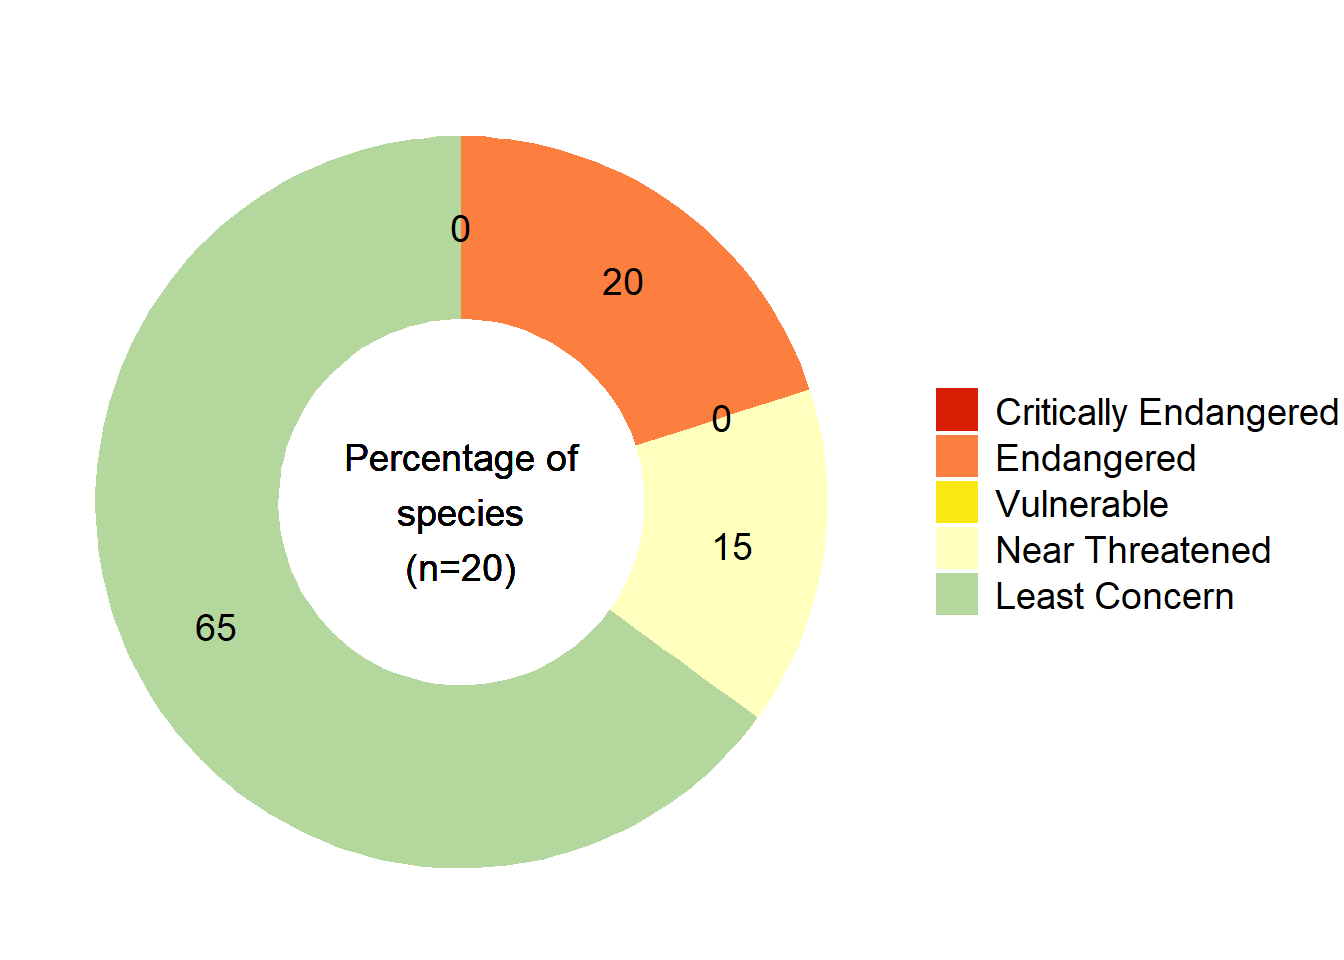 0
20
0
15
65
Percentage of
species
(n=20)
Critically Endangered
Endangered
Vulnerable
Near Threatened
Least Concern